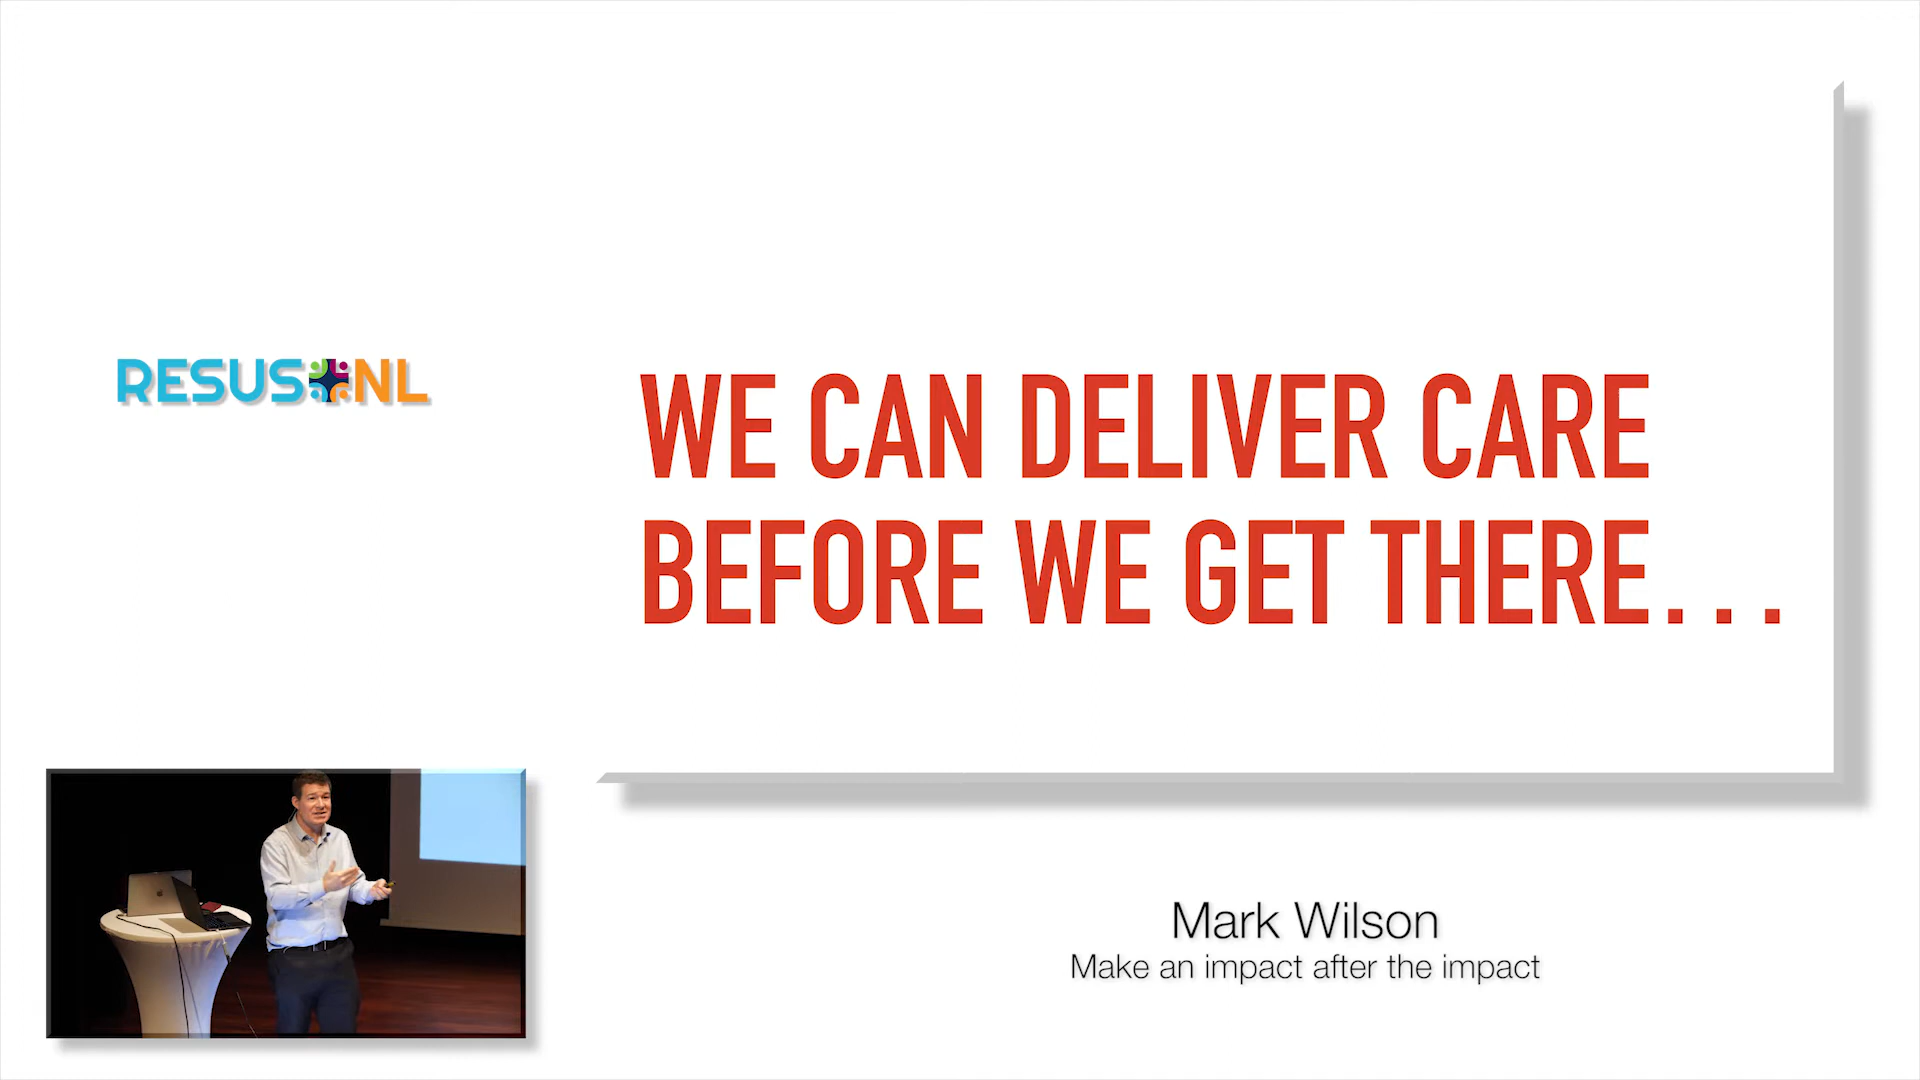 RESUS NL
WE CAN DELIVER CARE
BEFORE WE GET THERE...
Mark Wilson
Make an impact after the impact